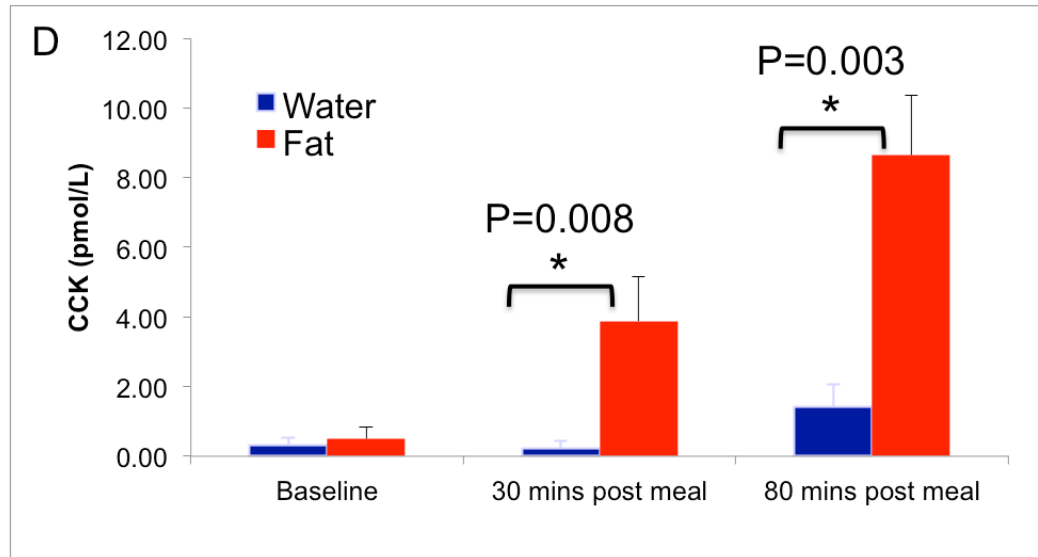 D
12.00
10.00
8.00
6.00
4.00
2.00
0.00
CCK (pmol/L)
Water
Fat
P=0.008
*
P=0.003
*
Baseline
30 mins post meal
80 mins post meal